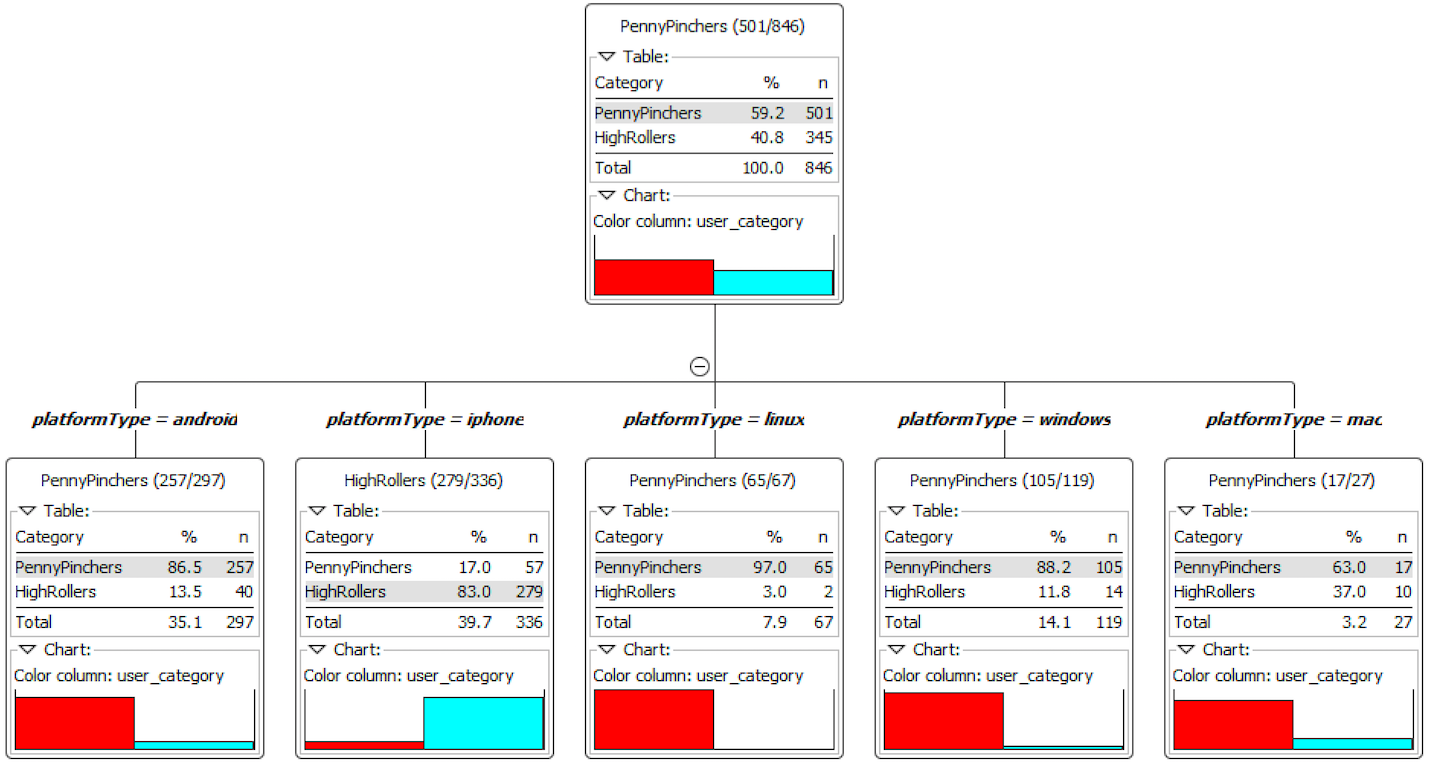 PennyPinchers (501/846)
Table:
Category % n
PennyPinchers 59.2 501
HighRollers 40.8 345
Total 100.0 846
Chart:
Color column: user_category
platformType = android
platformType = iphone
platformType = linux
platformType = windows
platformType = mac
PennyPinchers (257/297)
Table:
Category % n
PennyPinchers 86.5 257
HighRollers 13.5 40
Total 35.1 297
Chart:
Color column: user_category
HighRollers (279/336)
Table:
Category % n
PennyPinchers 17.0 57
HighRollers 83.0 279
Total 39.7 336
Chart:
Color column: user_category
PennyPinchers (65/67)
Table:
Category % n
PennyPinchers 97.0 65
HighRollers 3.0 2
Total 7.9 67
Chart:
Color column: user_category
PennyPinchers (105/119)
Table:
Category % n
PennyPinchers 88.2 105
HighRollers 11.8 14
Total 14.1 119
Chart:
Color column: user_category
PennyPinchers (17/27)
Table:
Category % n
PennyPinchers 63.0 17
HighRollers 37.0 10
Total 3.2 27
Chart:
Color column: user_category